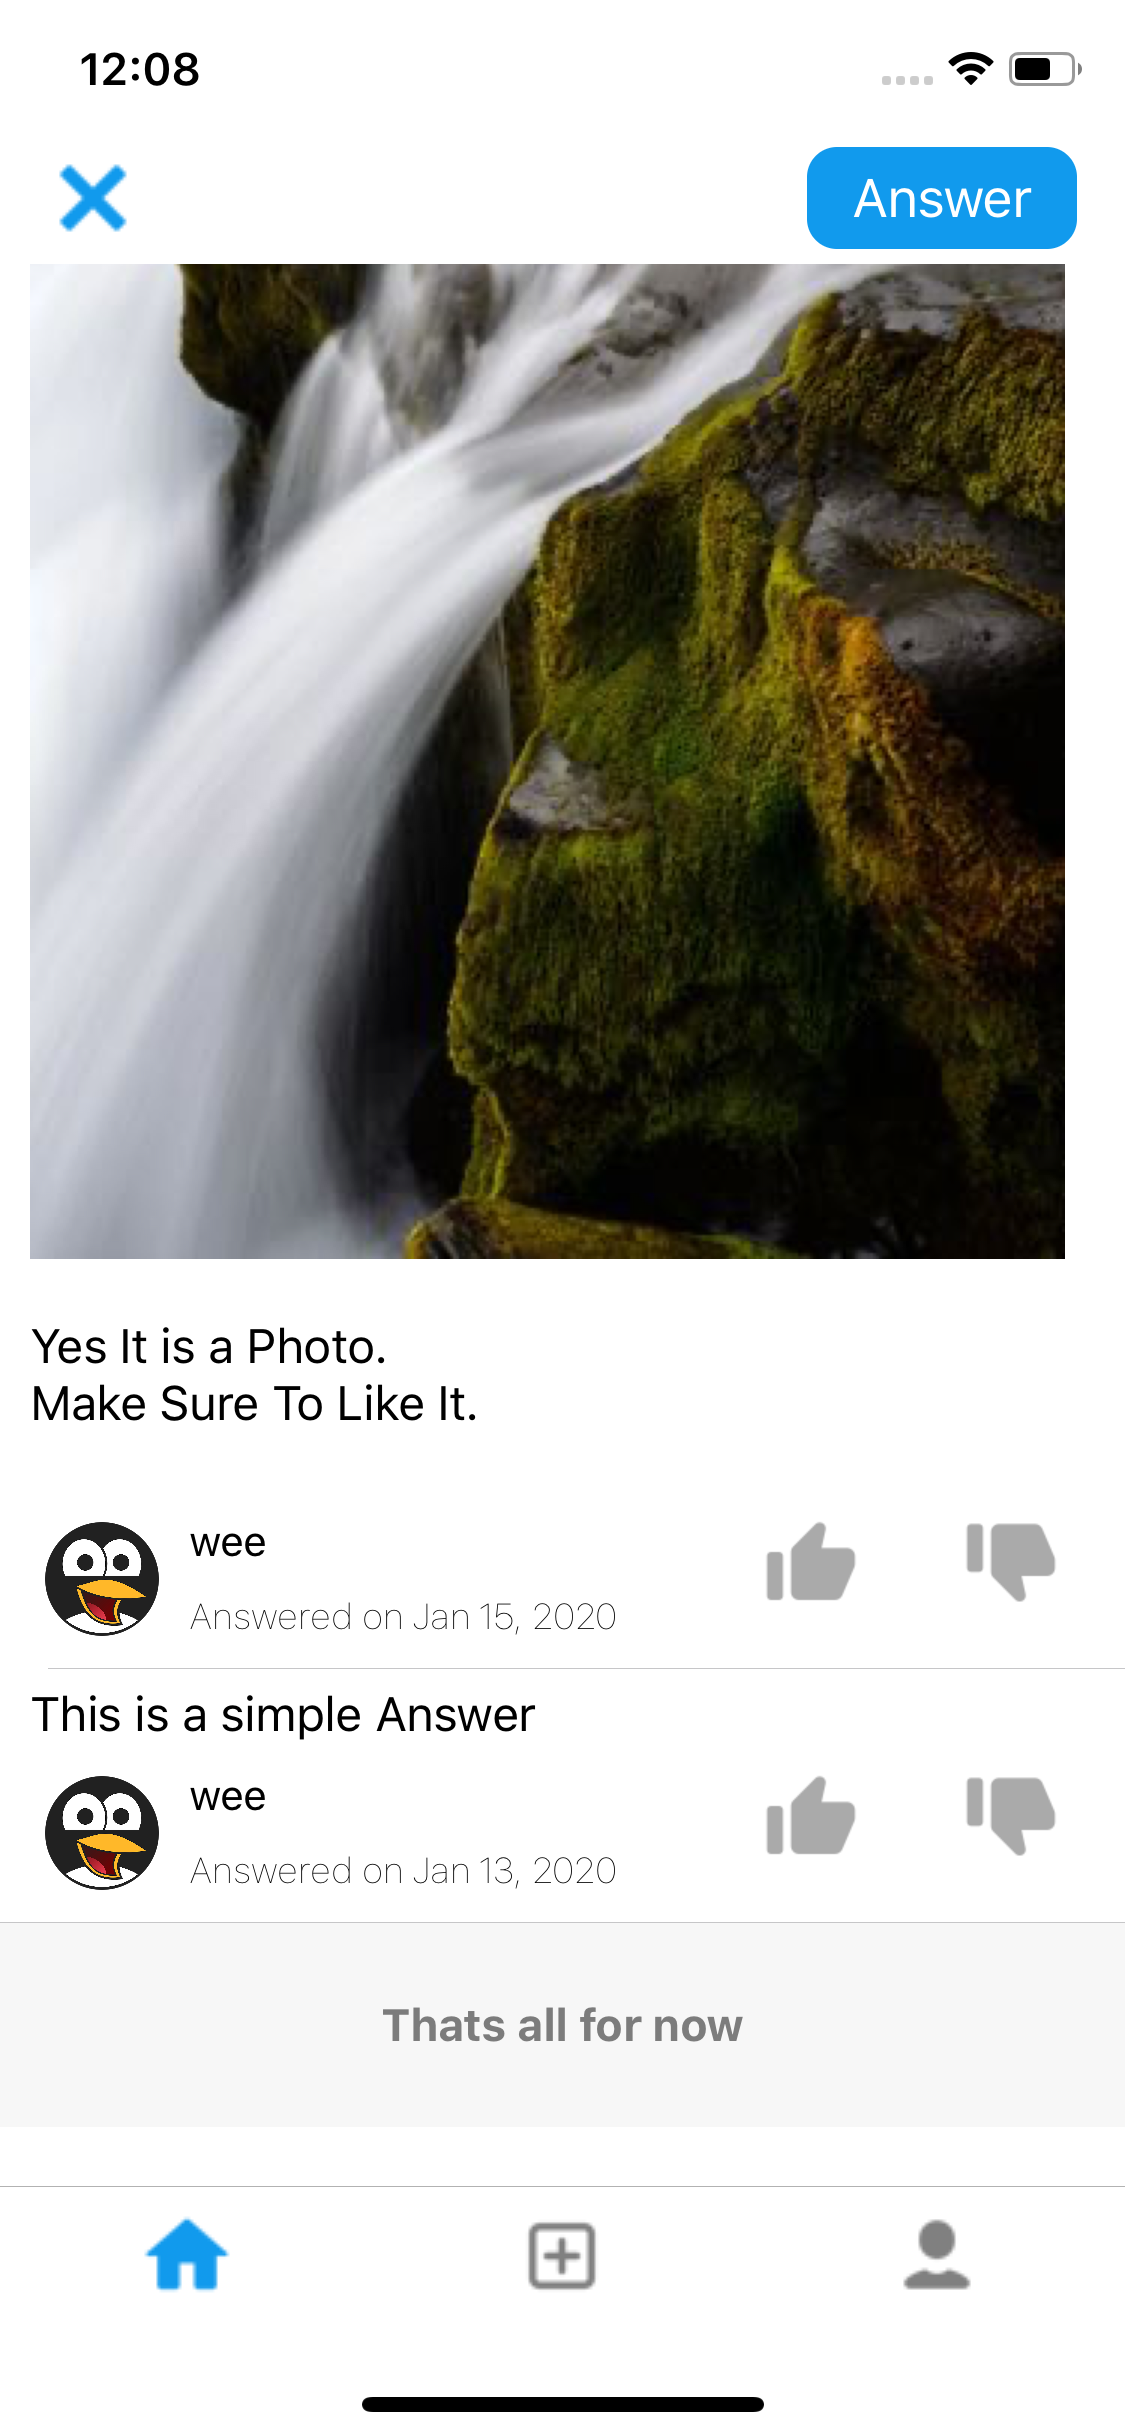 12:08
Answer
Yes It is a Photo.
Make Sure To Like It.
wee
Answered on Jan 15, 2020
This is a simple Answer
wee
Answered on Jan 13, 2020
Thats all for now